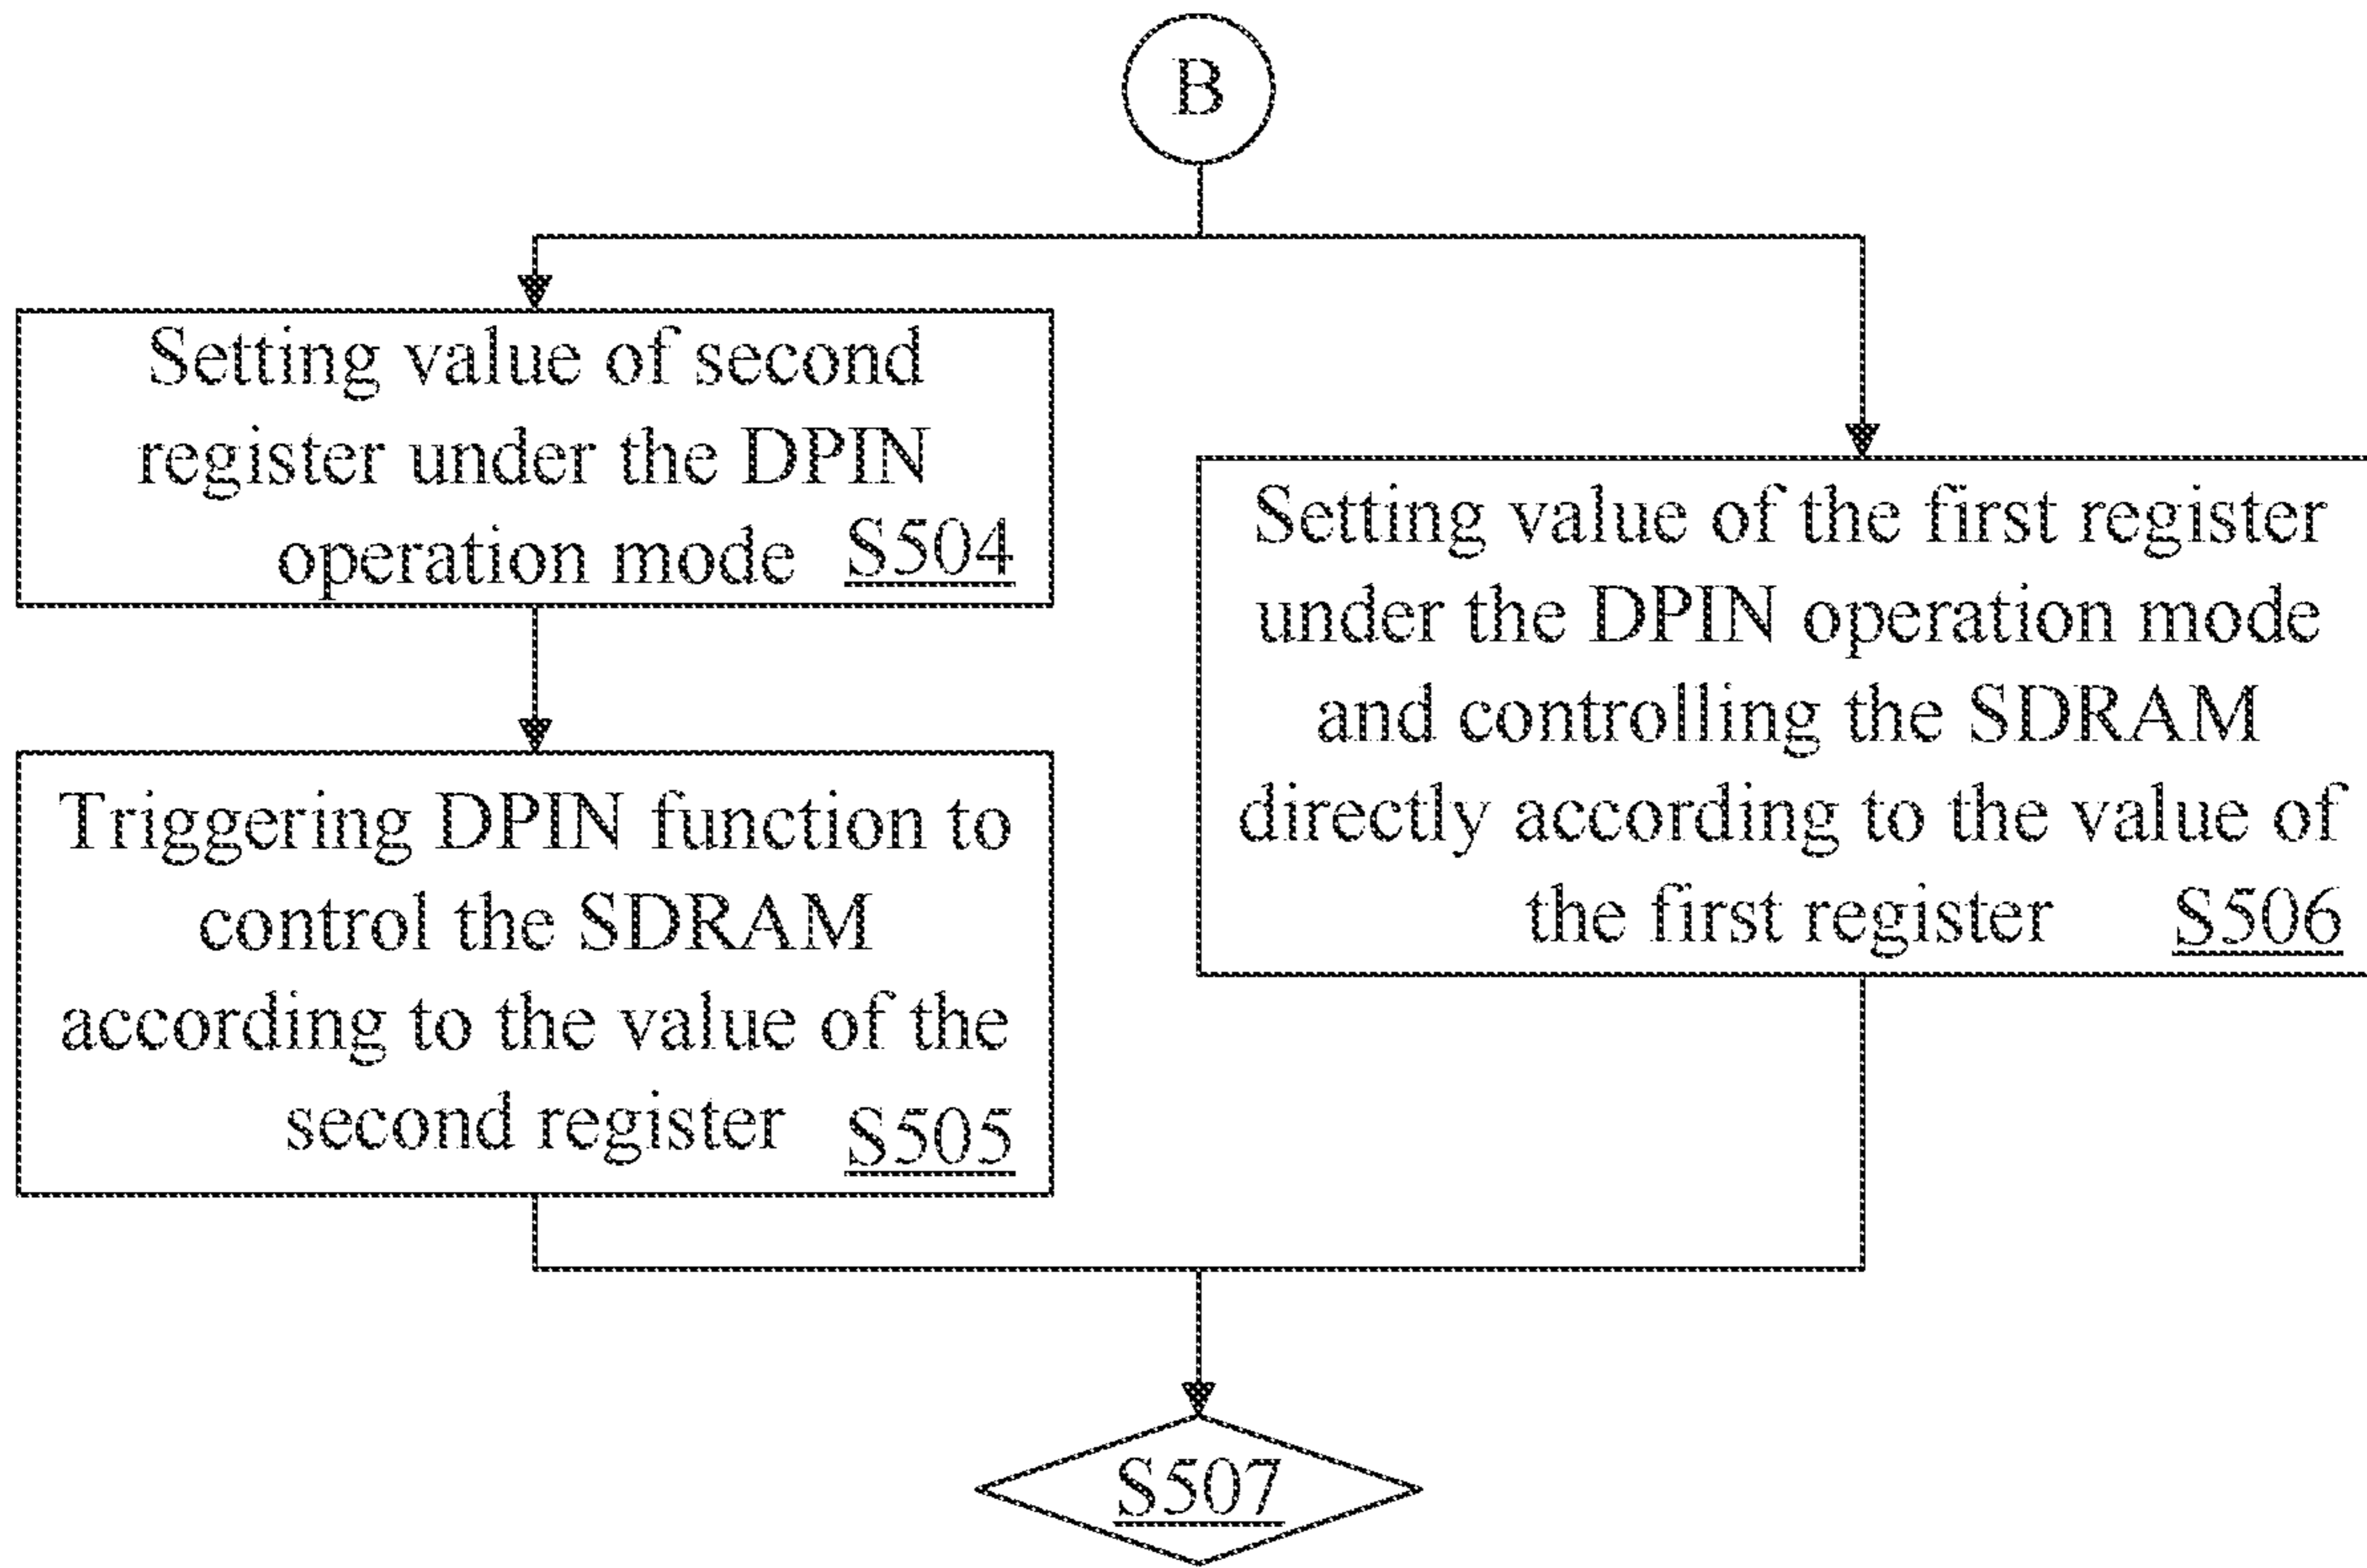 B
Setting value of second
register under the DPIN
operation mode S504
Triggering DPIN function to
control the SDRAM
according to the value of the
second register S505
Setting value of the first register
under the DPIN operation mode
and controlling the SDRAM
directly according to the value of
the first register S506
S507